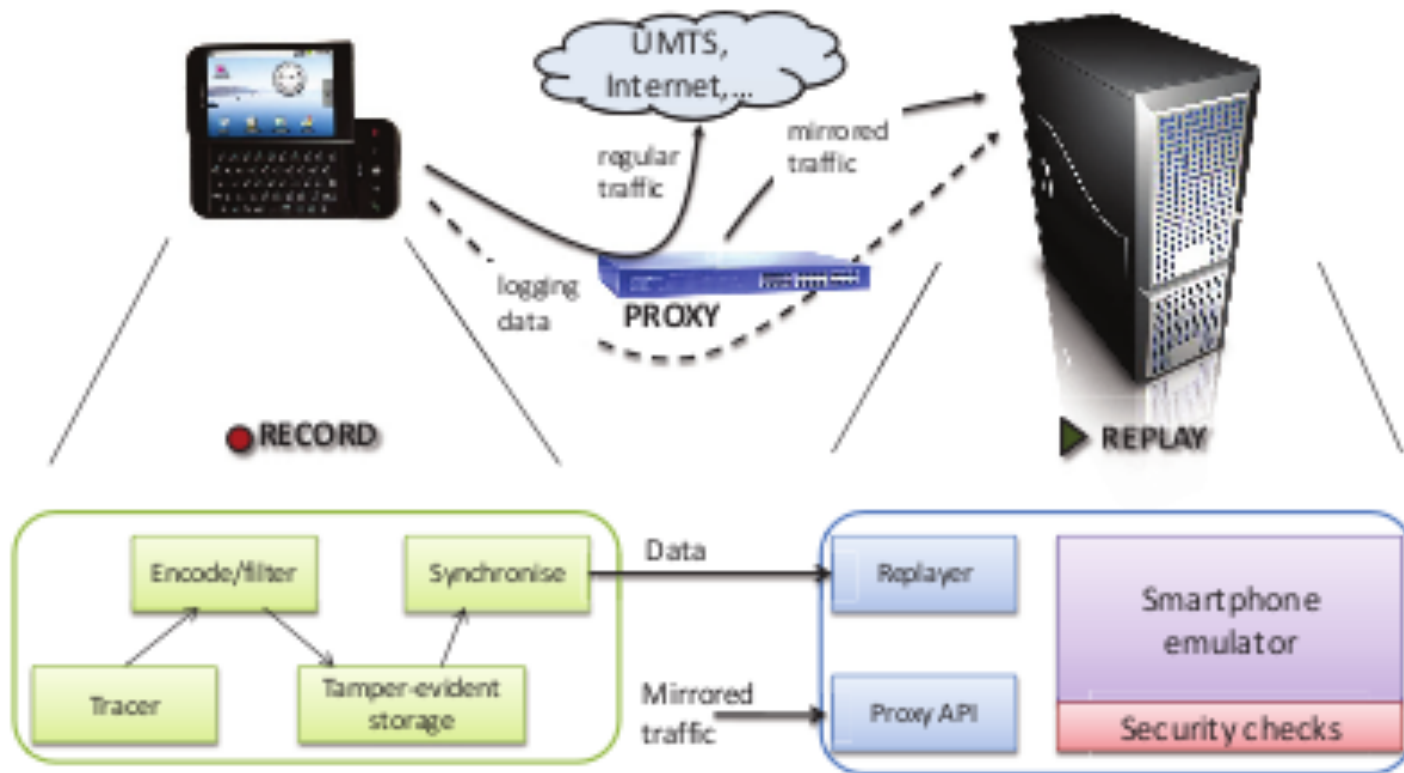 UMTS,
Internet,...
mirrored
traffic
regular
traffic
logging
data
PROXY
RECORD
REPLAY
Encode/filter
Synchronise
Data
Replayer
Smartphone
emulator
Tracer
Tamper-evident
storage
Mirrored
traffic
Proxy API
Security checks